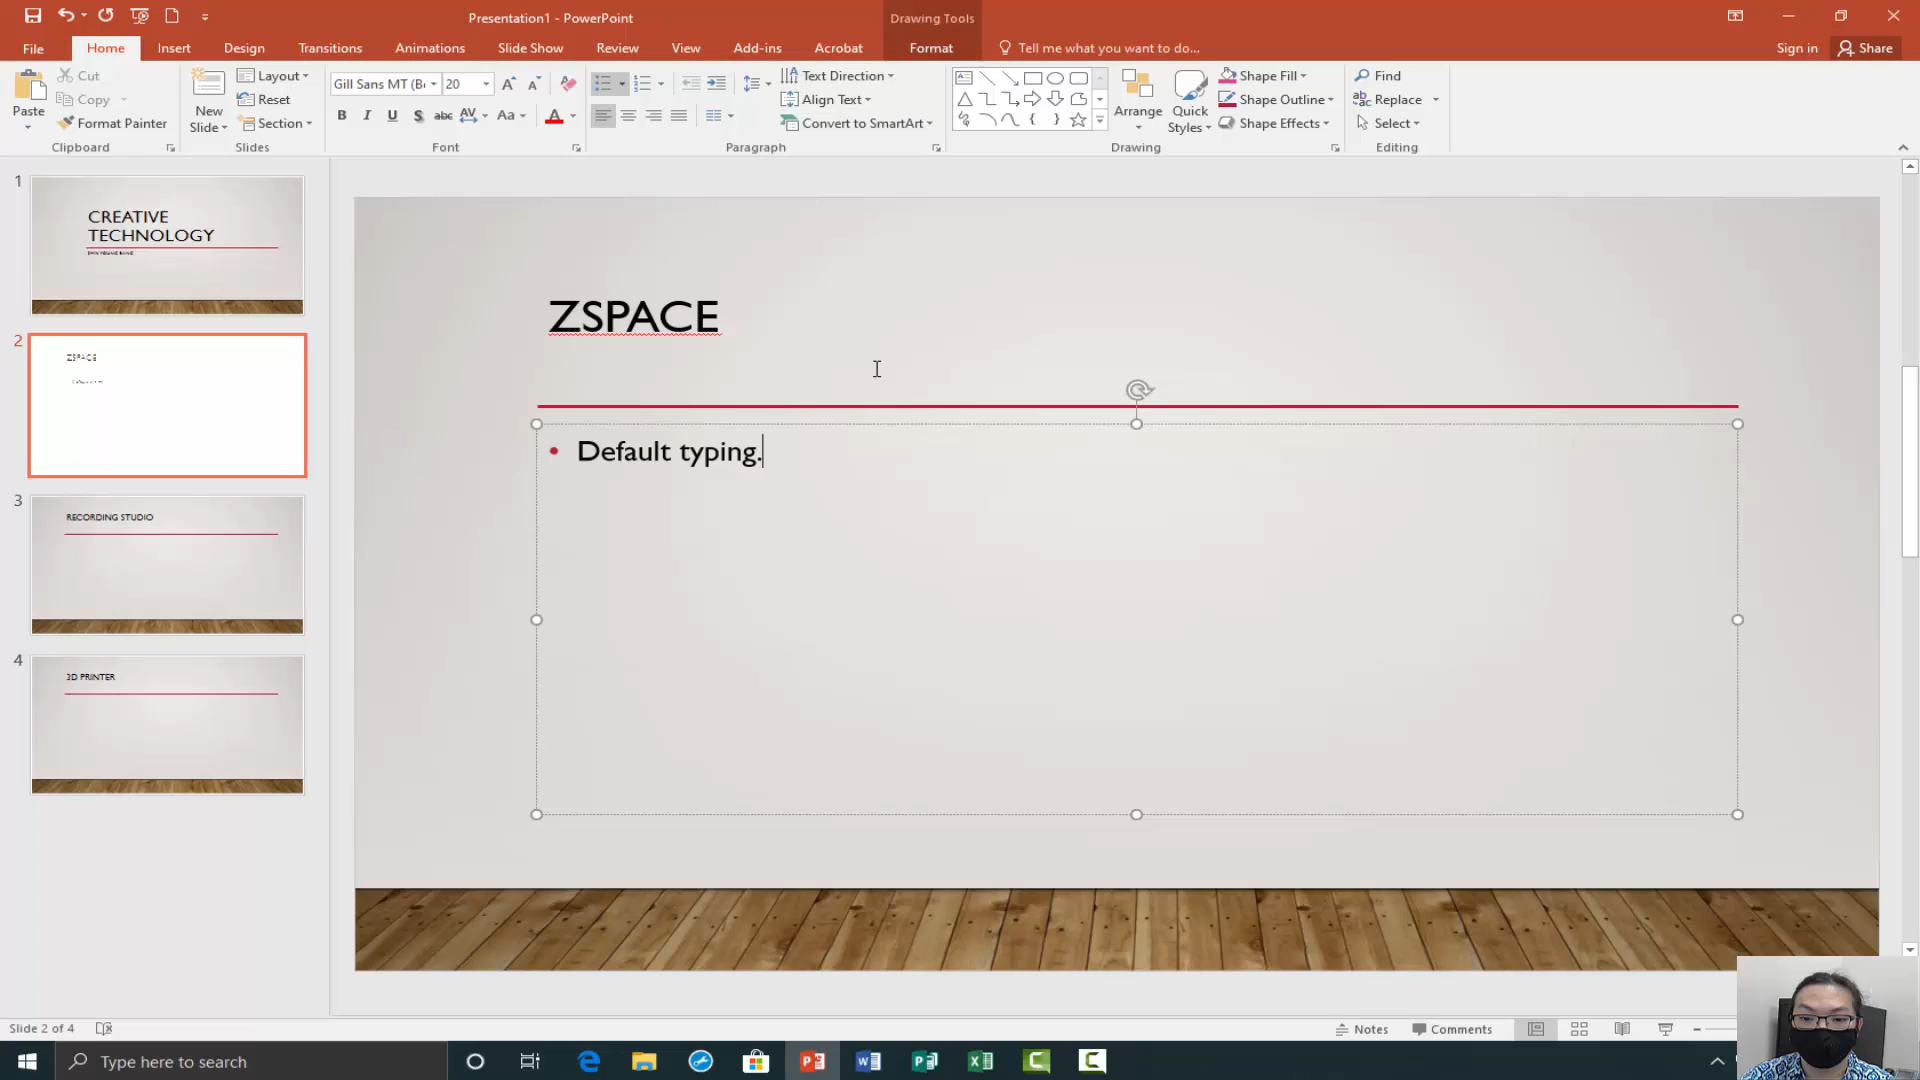 Presentation1 - PowerPoint
Drawing Tools
File
Home
Insert
Design
Transitions
Animations
Slide Show
Review
View
Add-ins
Acrobat
Format
Tell me what you want to do...
Sign in
Share
Paste
Cut
Copy
Format Painter
Clipboard
New
Slide
Layout
Reset
Section
Slides
Gill Sans MT (B
20
B I U S abc AV Aa A
Font
Text Direction
Align Text
Convert to SmartArt
Paragraph
Arrange
Quick
Styles
Shape Fill
Shape Outline
Shape Effects
Drawing
Find
Replace
Select
Editing
1
CREATIVE
TECHNOLOGY
2
ZSPACE
3
RECORDING STUDIO
4
3D PRINTER
ZSPACE
• Default typing.
Slide 2 of 4
Notes
Comments
Type here to search